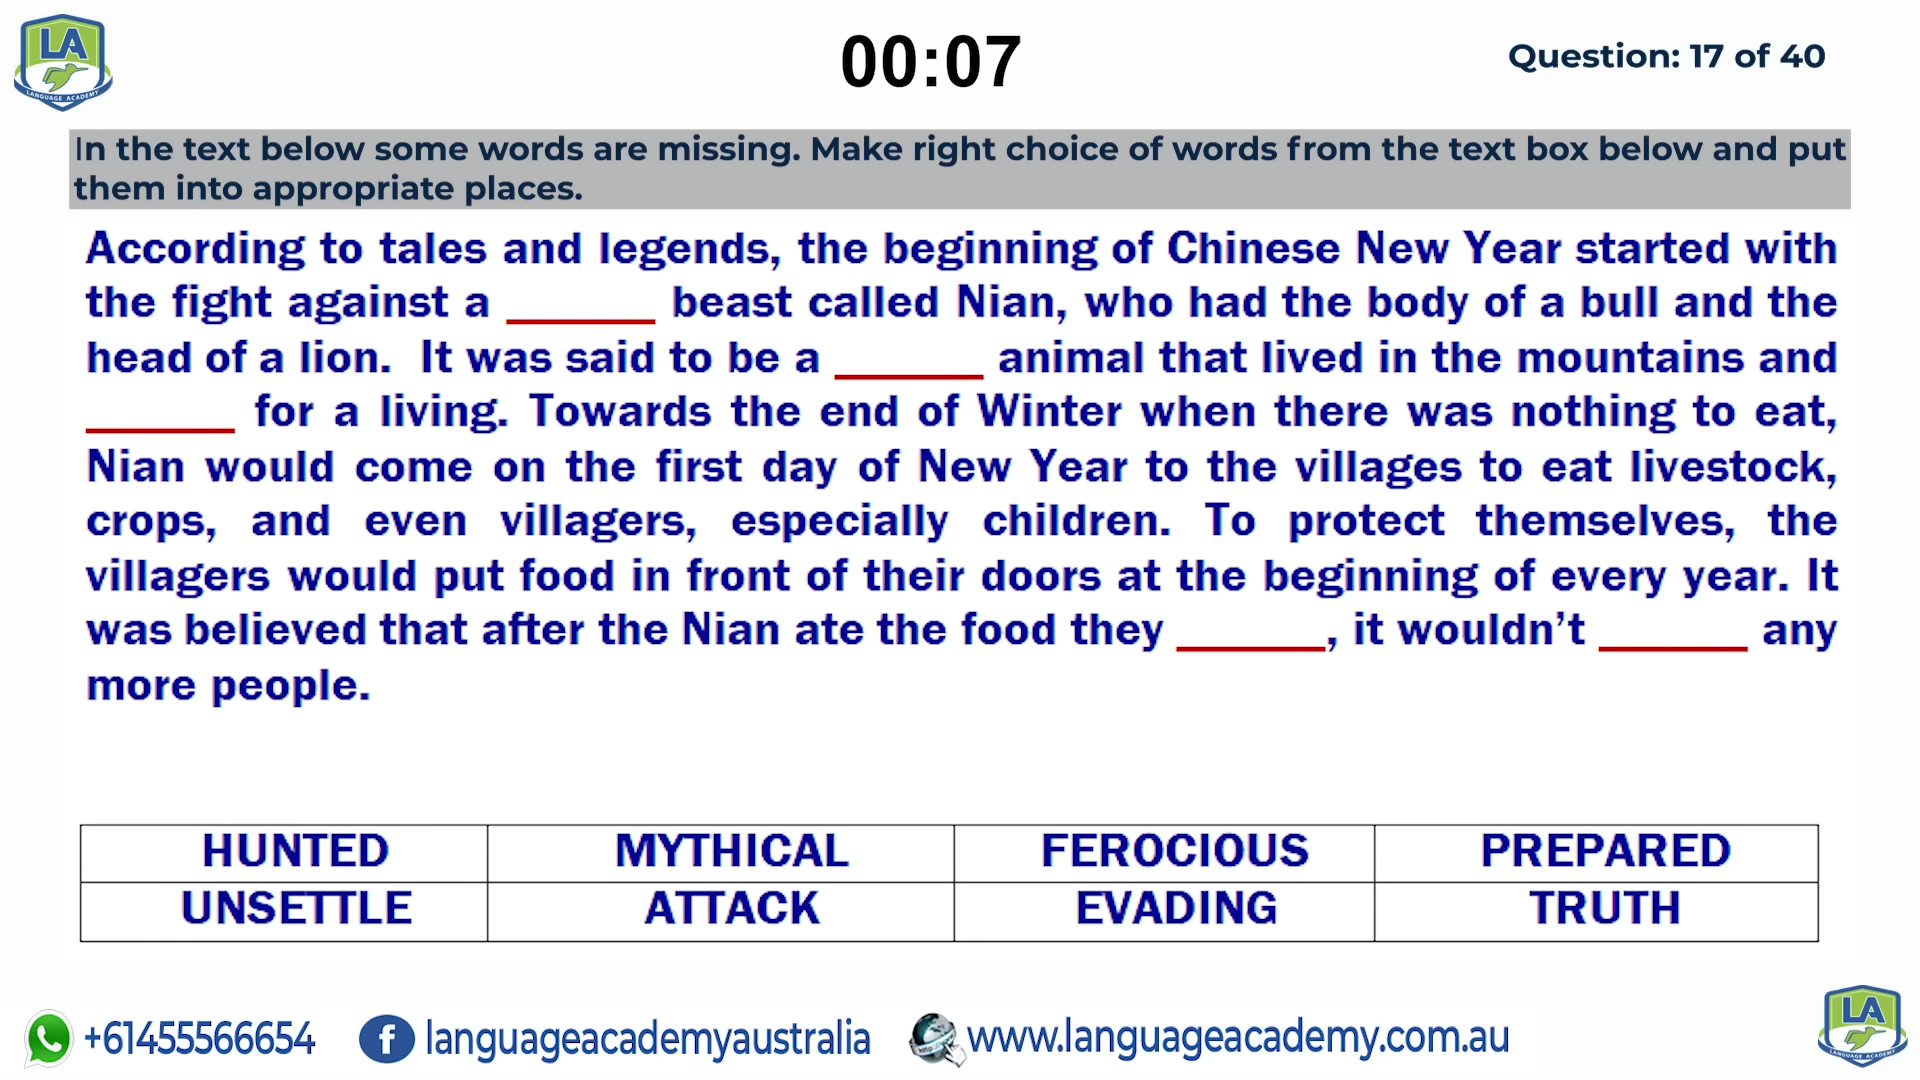 LA
LANGUAGE ACADEMY
00:07
Question: 17 of 40
In the text below some words are missing. Make right choice of words from the text box below and put
them into appropriate places.
According to tales and legends, the beginning of Chinese New Year started with
the fight against a ______ beast called Nian, who had the body of a bull and the
head of a lion. It was said to be a ______ animal that lived in the mountains and
______ for a living. Towards the end of Winter when there was nothing to eat,
Nian would come on the first day of New Year to the villages to eat livestock,
crops, and even villagers, especially children. To protect themselves, the
villagers would put food in front of their doors at the beginning of every year. It
was believed that after the Nian ate the food they ______, it wouldn’t ______ any
more people.
HUNTED MYTHICAL FEROCIOUS PREPARED
UNSETTLE ATTACK EVADING TRUTH
+61455566654 f languageacademyaustralia http:// www.languageacademy.com.au
LA
LANGUAGE ACADEMY